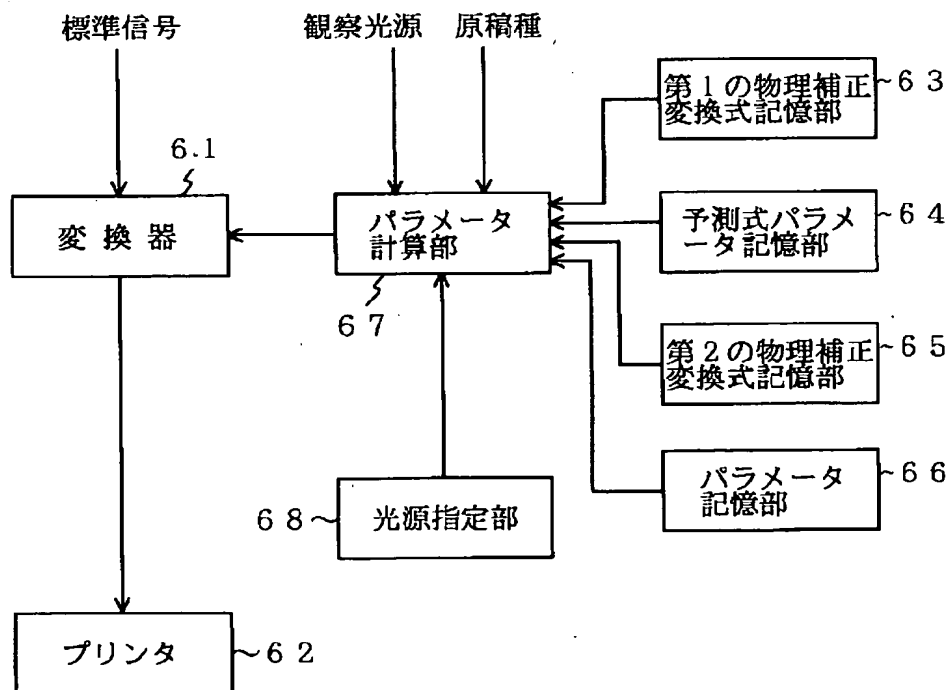 標準信号
観察光源 原稿種
第1の物理補正
変換式記憶部
63
6.1
変換器
パラメータ
計算部
67
予測式パラメ
ータ記憶部
64
第2の物理補正
変換式記憶部
65
パラメータ
記憶部
66
68
光源指定部
プリンタ
62